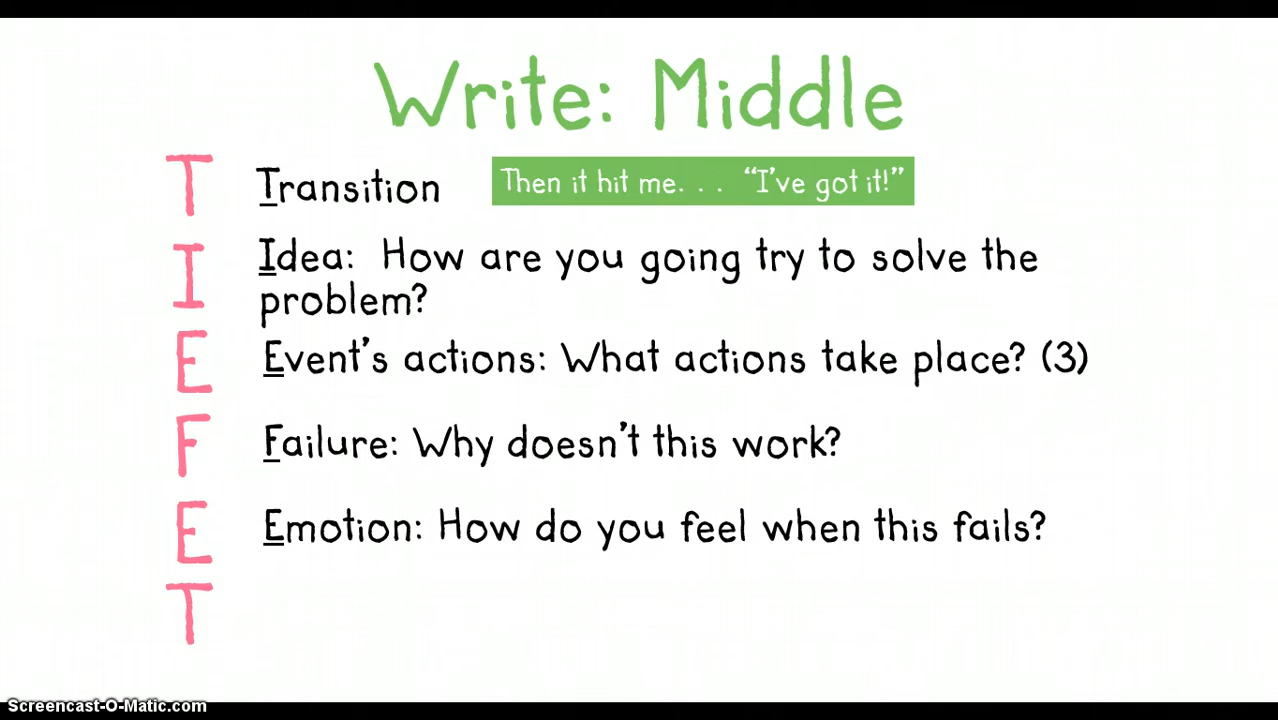 Write: Middle
T Transition Then it hit me. . . "I've got it!"
I Idea: How are you going try to solve the
problem?
E Event's actions: What actions take place? (3)
F Failure: Why doesn't this work?
E Emotion: How do you feel when this fails?
T
Screencast-O-Matic.com